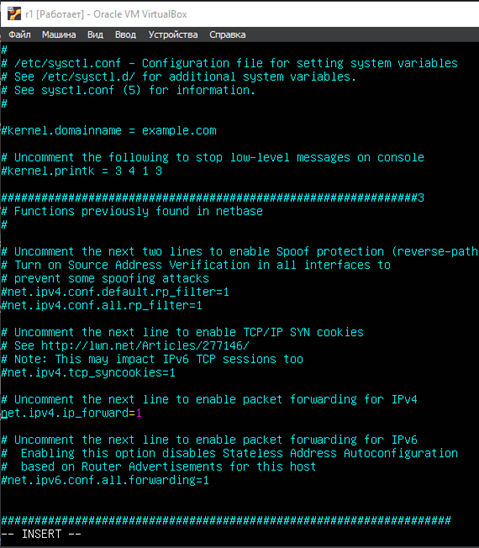 r1 [Работает] - Oracle VM VirtualBox
Файл Машина Вид Ввод Устройства Справка
#
# /etc/sysctl.conf - Configuration file for setting system variables
# See /etc/sysctl.d/ for additional system variables.
# See sysctl.conf (5) for information.
#
#kernel.domainname = example.com
# Uncomment the following to stop low-level messages on console
#kernel.printk = 3 4 1 3
##############################################################3
# Functions previously found in netbase
#
# Uncomment the next two lines to enable Spoof protection (reverse-path
# Turn on Source Address Verification in all interfaces to
# prevent some spoofing attacks
#net.ipv4.conf.default.rp_filter=1
#net.ipv4.conf.all.rp_filter=1
# Uncomment the next line to enable TCP/IP SYN cookies
# See http://lwn.net/Articles/277146/
# Note: This may impact IPv6 TCP sessions too
#net.ipv4.tcp_syncookies=1
# Uncomment the next line to enable packet forwarding for IPv4
net.ipv4.ip_forward=1
# Uncomment the next line to enable packet forwarding for IPv6
#  Enabling this option disables Stateless Address Autoconfiguration
#  based on Router Advertisements for this host
#net.ipv6.conf.all.forwarding=1
###################################################################
-- INSERT --